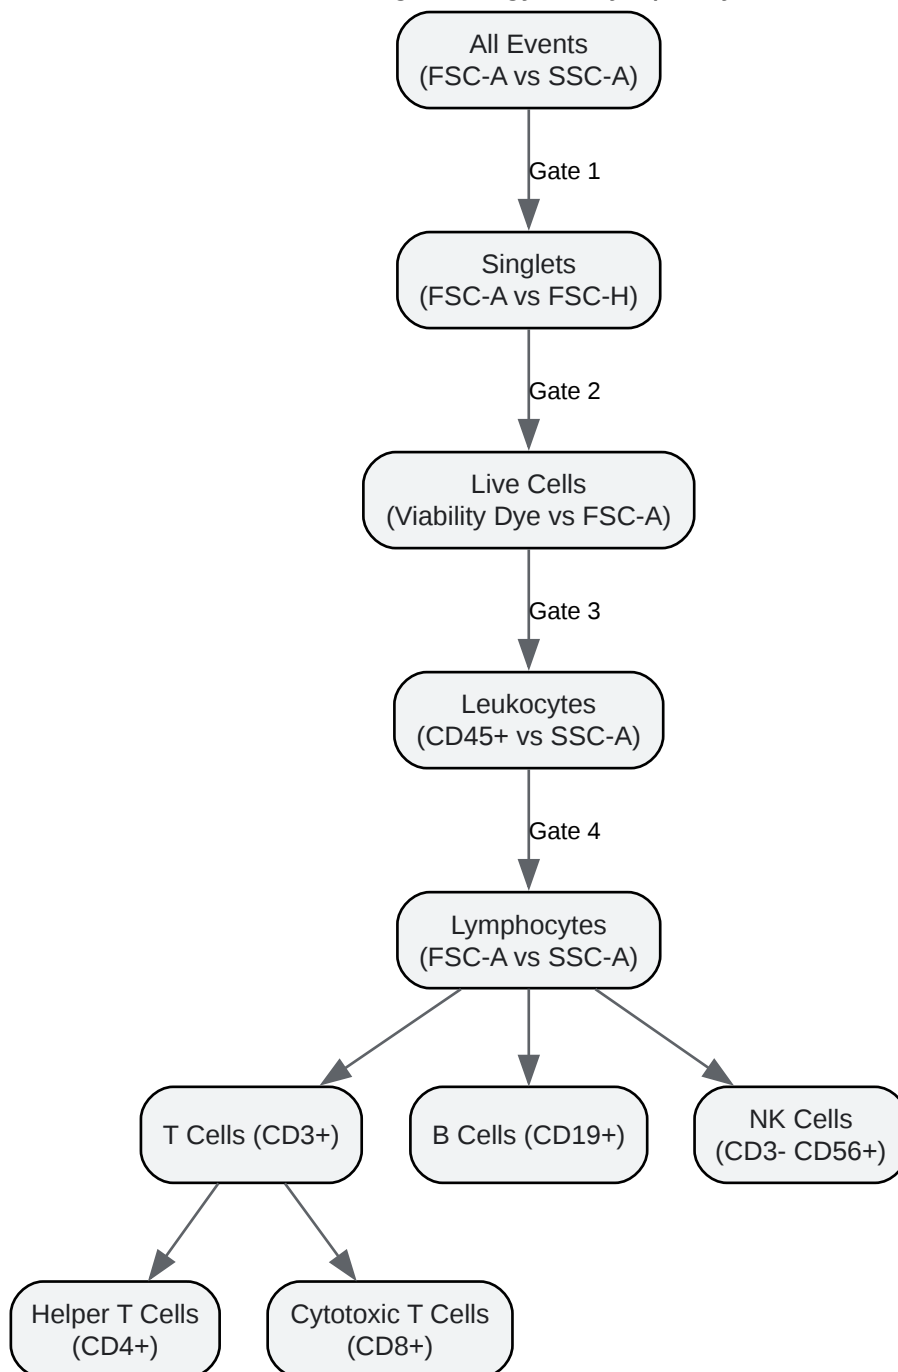 All Events
(FSC-A vs SSC-A)
Gate 1
Singlets
(FSC-A vs FSC-H)
Gate 2
Live Cells
(Viability Dye vs FSC-A)
Gate 3
Leukocytes
(CD45+ vs SSC-A)
Gate 4
Lymphocytes
(FSC-A vs SSC-A)
T Cells (CD3+)
B Cells (CD19+)
NK Cells
(CD3- CD56+)
Helper T Cells
(CD4+)
Cytotoxic T Cells
(CD8+)